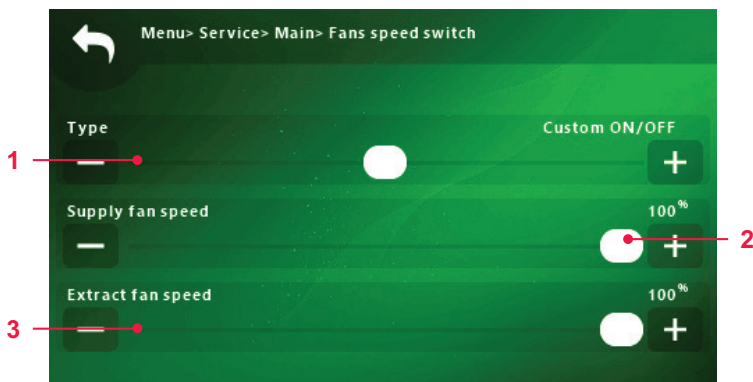 Menu> Service> Main> Fans speed switch
Type Custom ON/OFF
1
Supply fan speed 100%
2
Extract fan speed 100%
3